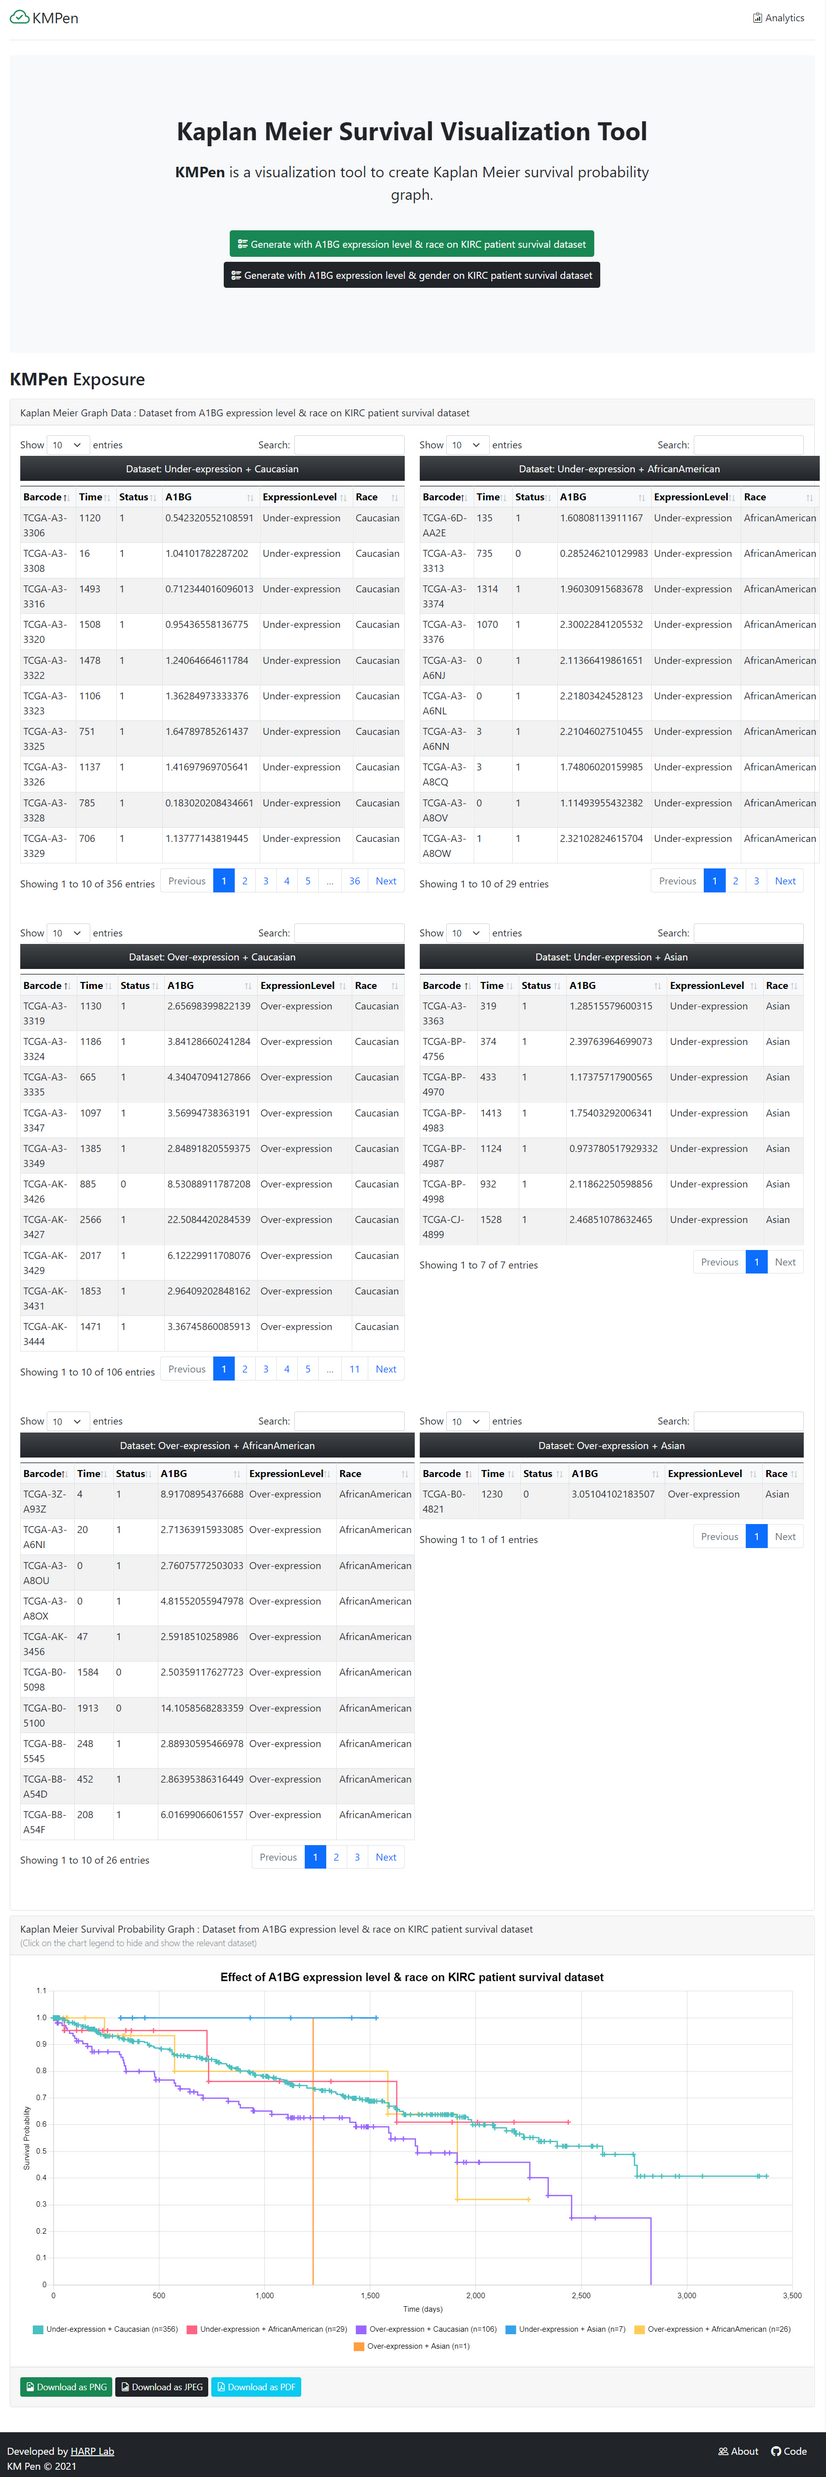 KMPen
Analytics
Kaplan Meier Survival Visualization Tool
KMPen is a visualization tool to create Kaplan Meier survival probability
graph.
Generate with A1BG expression level & race on KIRC patient survival dataset
Generate with A1BG expression level & gender on KIRC patient survival dataset
KMPen Exposure
Kaplan Meier Graph Data : Dataset from A1BG expression level & race on KIRC patient survival dataset
Show 10 entries Search:
Dataset: Under-expression + Caucasian
Barcode Time Status A1BG ExpressionLevel Race
TCGA-A3-3306 1120 1 0.542320552108591 Under-expression Caucasian
TCGA-A3-3308 16 1 1.04101782287202 Under-expression Caucasian
TCGA-A3-3316 1493 1 0.712344016096013 Under-expression Caucasian
TCGA-A3-3320 1508 1 0.95436558136775 Under-expression Caucasian
TCGA-A3-3322 1478 1 1.24064664611784 Under-expression Caucasian
TCGA-A3-3323 1106 1 1.36284973333376 Under-expression Caucasian
TCGA-A3-3325 751 1 1.64789785261437 Under-expression Caucasian
TCGA-A3-3326 1137 1 1.41697969705641 Under-expression Caucasian
TCGA-A3-3328 785 1 0.183020208434661 Under-expression Caucasian
TCGA-A3-3329 706 1 1.13777143819445 Under-expression Caucasian
Showing 1 to 10 of 356 entries Previous 1 2 3 4 5 ... 36 Next
Show 10 entries Search:
Dataset: Under-expression + AfricanAmerican
Barcode Time Status A1BG ExpressionLevel Race
TCGA-6D-AA2E 135 1 1.60808113911167 Under-expression AfricanAmerican
TCGA-A3-3313 735 0 0.285246210129983 Under-expression AfricanAmerican
TCGA-A3-3374 1314 1 1.96030915683678 Under-expression AfricanAmerican
TCGA-A3-3376 1070 1 2.30022841205532 Under-expression AfricanAmerican
TCGA-A3-A6NJ 0 1 2.11366419861651 Under-expression AfricanAmerican
TCGA-A3-A6NL 0 1 2.21803424528123 Under-expression AfricanAmerican
TCGA-A3-A6NN 3 1 2.21046027510455 Under-expression AfricanAmerican
TCGA-A3-A8CQ 3 1 1.74806020159985 Under-expression AfricanAmerican
TCGA-A3-A8OV 0 1 1.11493955432382 Under-expression AfricanAmerican
TCGA-A3-A8OW 1 1 2.32102824615704 Under-expression AfricanAmerican
Showing 1 to 10 of 29 entries Previous 1 2 3 Next
Show 10 entries Search:
Dataset: Over-expression + Caucasian
Barcode Time Status A1BG ExpressionLevel Race
TCGA-A3-3319 1130 1 2.65698399822139 Over-expression Caucasian
TCGA-A3-3324 1186 1 3.84128660241284 Over-expression Caucasian
TCGA-A3-3335 665 1 4.34047094127866 Over-expression Caucasian
TCGA-A3-3347 1097 1 3.56994738363191 Over-expression Caucasian
TCGA-A3-3349 1385 1 2.84891820559375 Over-expression Caucasian
TCGA-AK-3426 885 0 8.53088911787208 Over-expression Caucasian
TCGA-AK-3427 2566 1 22.5084420284539 Over-expression Caucasian
TCGA-AK-3429 2017 1 6.12229911708076 Over-expression Caucasian
TCGA-AK-3431 1853 1 2.96409202848162 Over-expression Caucasian
TCGA-AK-3444 1471 1 3.36745860085913 Over-expression Caucasian
Showing 1 to 10 of 106 entries Previous 1 2 3 4 5 ... 11 Next
Show 10 entries Search:
Dataset: Under-expression + Asian
Barcode Time Status A1BG ExpressionLevel Race
TCGA-A3-3363 319 1 1.28515579600315 Under-expression Asian
TCGA-BP-4756 374 1 2.39763964699073 Under-expression Asian
TCGA-BP-4970 433 1 1.17375717900565 Under-expression Asian
TCGA-BP-4983 1413 1 1.75403292006341 Under-expression Asian
TCGA-BP-4987 1124 1 0.973780517929332 Under-expression Asian
TCGA-BP-4998 932 1 2.11862250598856 Under-expression Asian
TCGA-CJ-4899 1528 1 2.46851078632465 Under-expression Asian
Showing 1 to 7 of 7 entries Previous 1 Next
Show 10 entries Search:
Dataset: Over-expression + AfricanAmerican
Barcode Time Status A1BG ExpressionLevel Race
TCGA-3Z-A93Z 4 1 8.91708954376688 Over-expression AfricanAmerican
TCGA-A3-A6NI 20 1 2.71363915933085 Over-expression AfricanAmerican
TCGA-A3-A8OU 0 1 2.76075772503033 Over-expression AfricanAmerican
TCGA-A3-A8OX 0 1 4.81552055947978 Over-expression AfricanAmerican
TCGA-AK-3456 47 1 2.5918510258986 Over-expression AfricanAmerican
TCGA-B0-5098 1584 0 2.50359117627723 Over-expression AfricanAmerican
TCGA-B0-5100 1913 0 14.1058568283359 Over-expression AfricanAmerican
TCGA-B8-5545 248 1 2.88930595466978 Over-expression AfricanAmerican
TCGA-B8-A54D 452 1 2.86395386316449 Over-expression AfricanAmerican
TCGA-B8-A54F 208 1 6.01699066061557 Over-expression AfricanAmerican
Showing 1 to 10 of 26 entries Previous 1 2 3 Next
Show 10 entries Search:
Dataset: Over-expression + Asian
Barcode Time Status A1BG ExpressionLevel Race
TCGA-B0-4821 1230 0 3.05104102183507 Over-expression Asian
Showing 1 to 1 of 1 entries Previous 1 Next
Kaplan Meier Survival Probability Graph : Dataset from A1BG expression level & race on KIRC patient survival dataset
(Click on the chart legend to hide and show the relevant dataset)
Effect of A1BG expression level & race on KIRC patient survival dataset
Survival Probability
1.1
1.0
0.9
0.8
0.7
0.6
0.5
0.4
0.3
0.2
0.1
0
0 500 1,000 1,500 2,000 2,500 3,000 3,500
Time (days)
Under-expression + Caucasian (n=356) Under-expression + AfricanAmerican (n=29) Over-expression + Caucasian (n=106) Under-expression + Asian (n=7) Over-expression + AfricanAmerican (n=26)
Over-expression + Asian (n=1)
Download as PNG Download as JPEG Download as PDF
Developed by HARP Lab
About Code
KM Pen © 2021